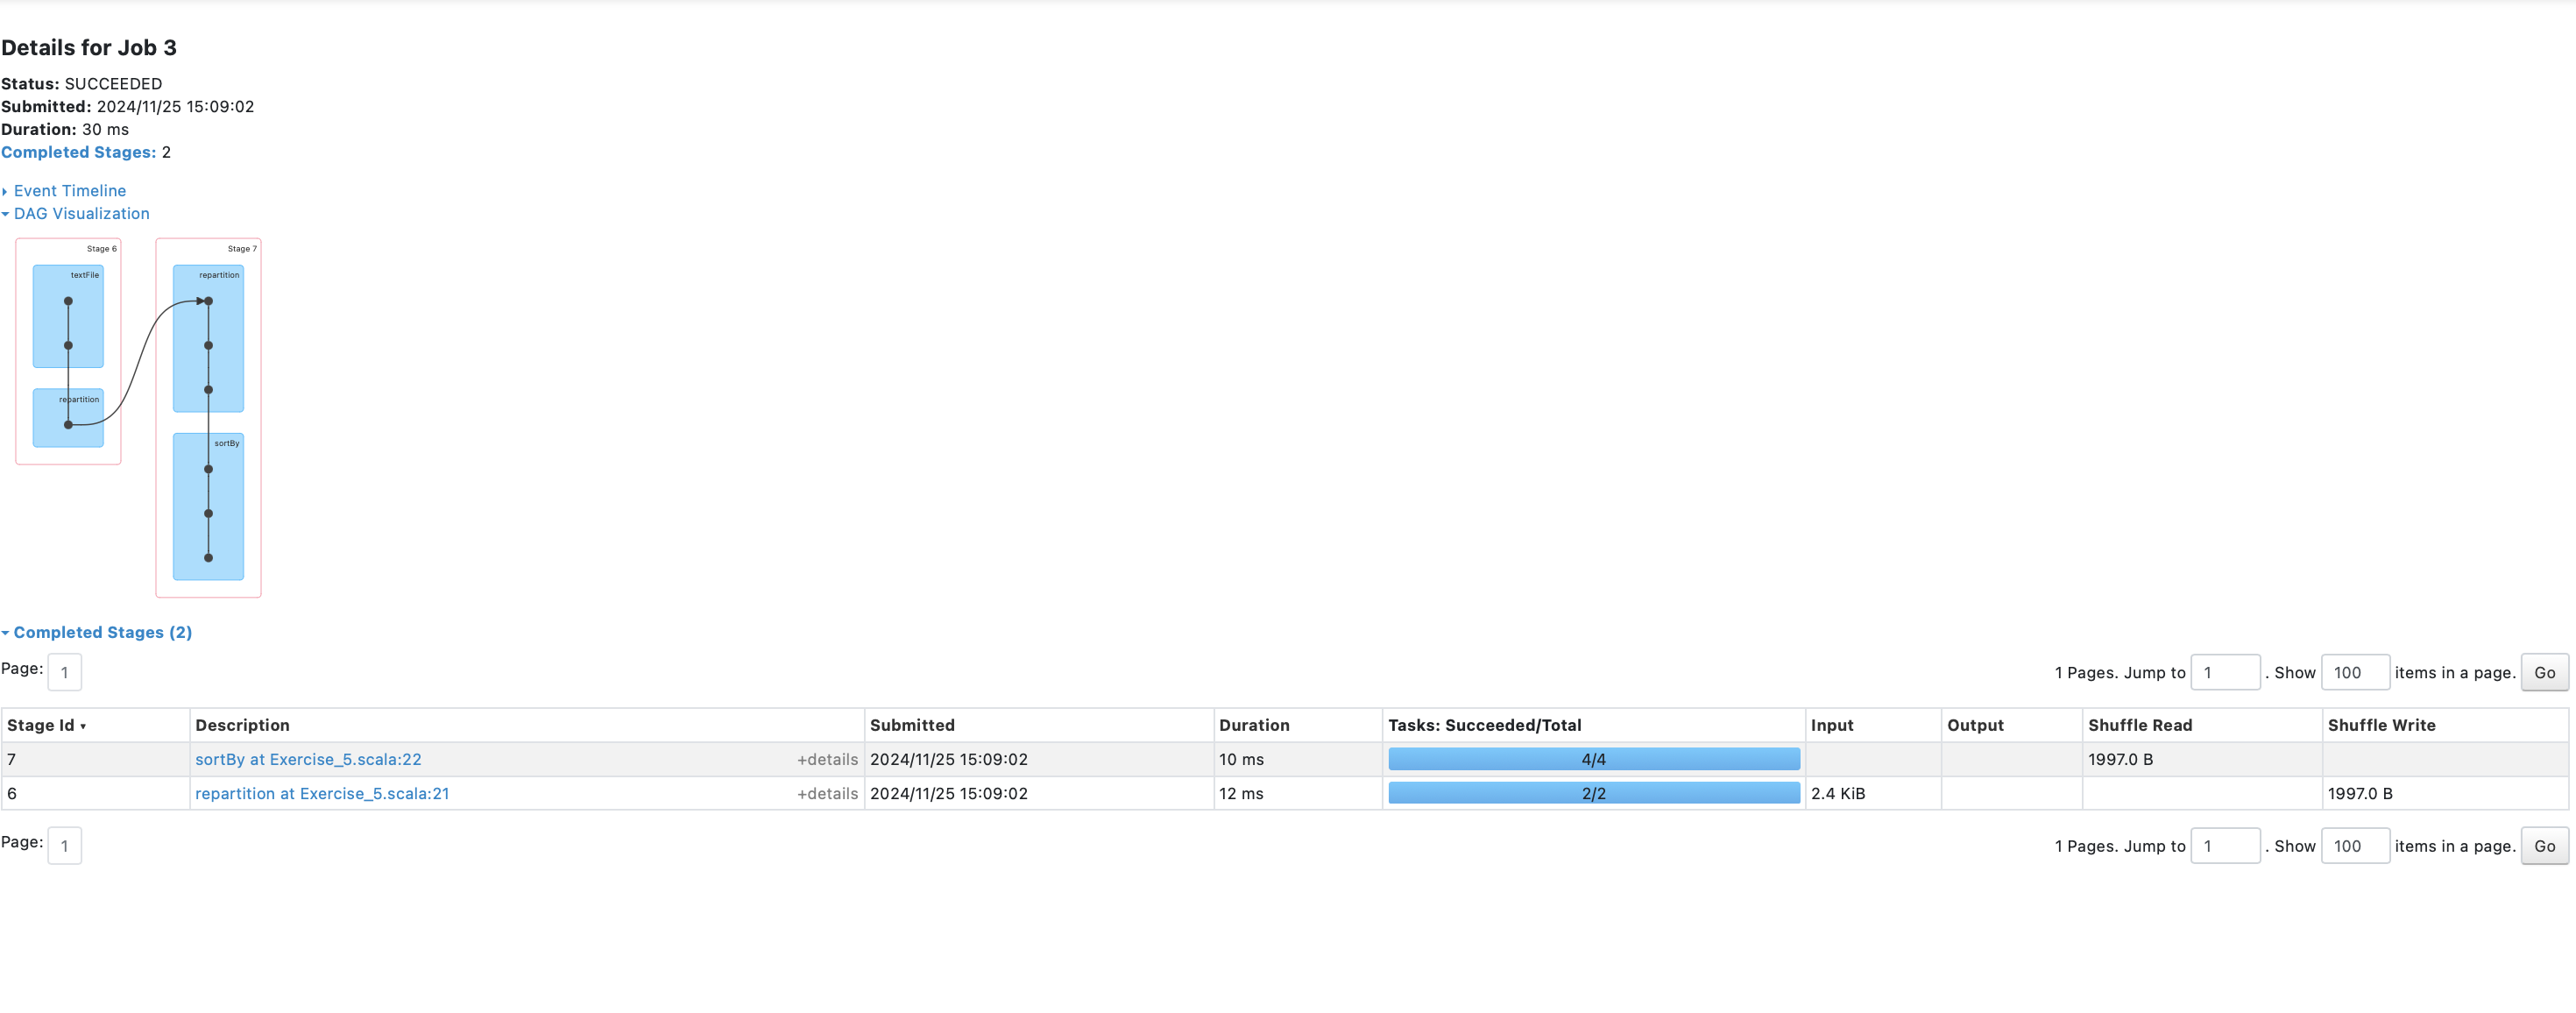 Details for Job 3
Status: SUCCEEDED
Submitted: 2024/11/25 15:09:02
Duration: 30 ms
Completed Stages: 2
Event Timeline
DAG Visualization
Stage 6
textFile
repartition
Stage 7
repartition
sortBy
Completed Stages (2)
Page: 1
1 Pages. Jump to 1 . Show 100 items in a page. Go
Stage Id Description Submitted Duration Tasks: Succeeded/Total Input Output Shuffle Read Shuffle Write
7 sortBy at Exercise_5.scala:22 +details 2024/11/25 15:09:02 10 ms 4/4 1997.0 B
6 repartition at Exercise_5.scala:21 +details 2024/11/25 15:09:02 12 ms 2/2 2.4 KiB 1997.0 B
Page: 1
1 Pages. Jump to 1 . Show 100 items in a page. Go